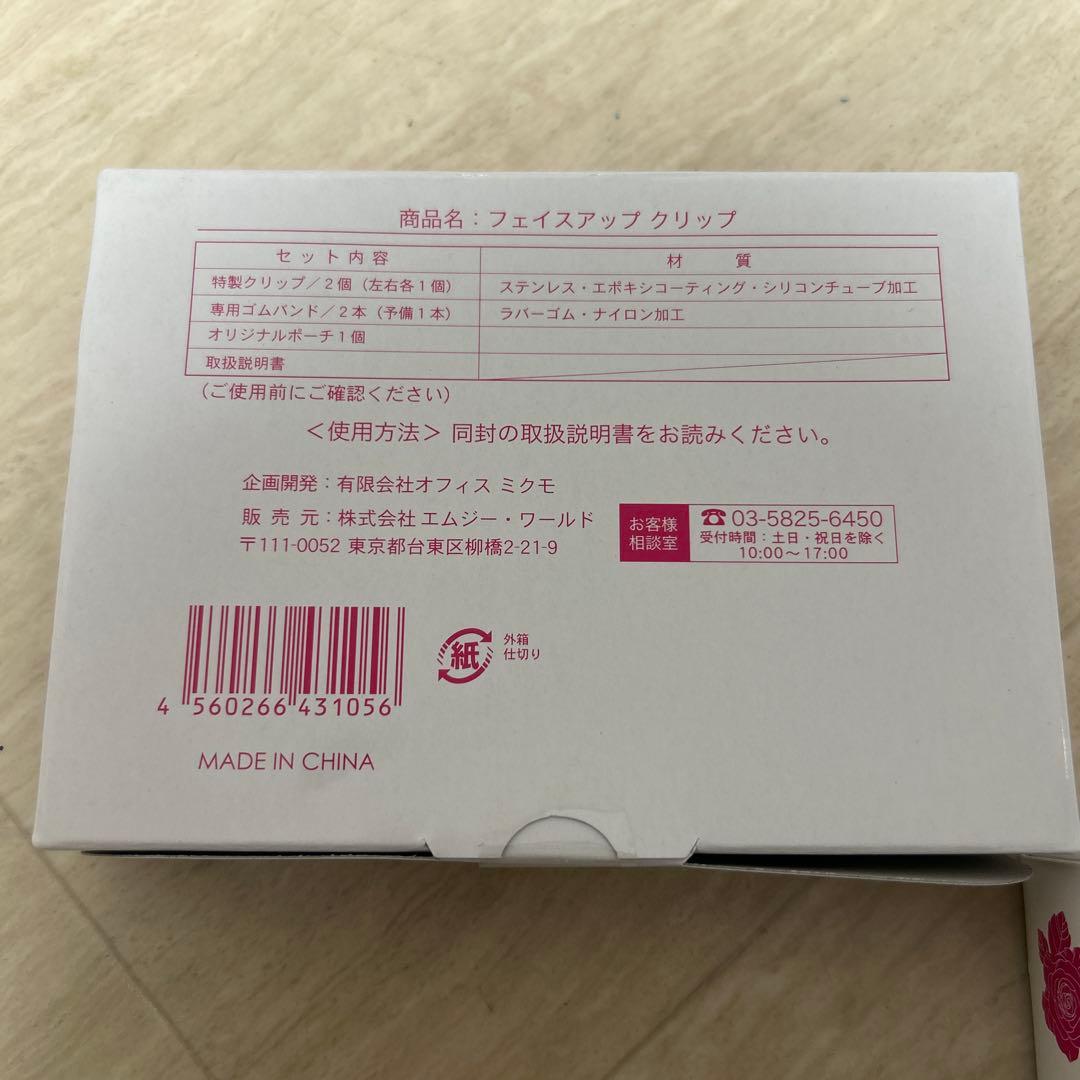 商品名：フェイスアップ クリップ
セット内容 材 質
特製クリップ／２個（左右各１個） ステンレス・エポキシコーティング・シリコンチューブ加工
専用ゴムバンド／２本（予備１本） ラバーゴム・ナイロン加工
オリジナルポーチ１個
取扱説明書
（ご使用前にご確認ください）
＜使用方法＞ 同封の取扱説明書をお読みください。
企画開発：有限会社オフィス ミクモ
販 売 元：株式会社 エムジー・ワールド
〒111-0052 東京都台東区柳橋2-21-9
お客様
相談室
☎ 03-5825-6450
受付時間：土日・祝日を除く
10:00～17:00
4 560266 431056
紙
外箱
仕切り
MADE IN CHINA